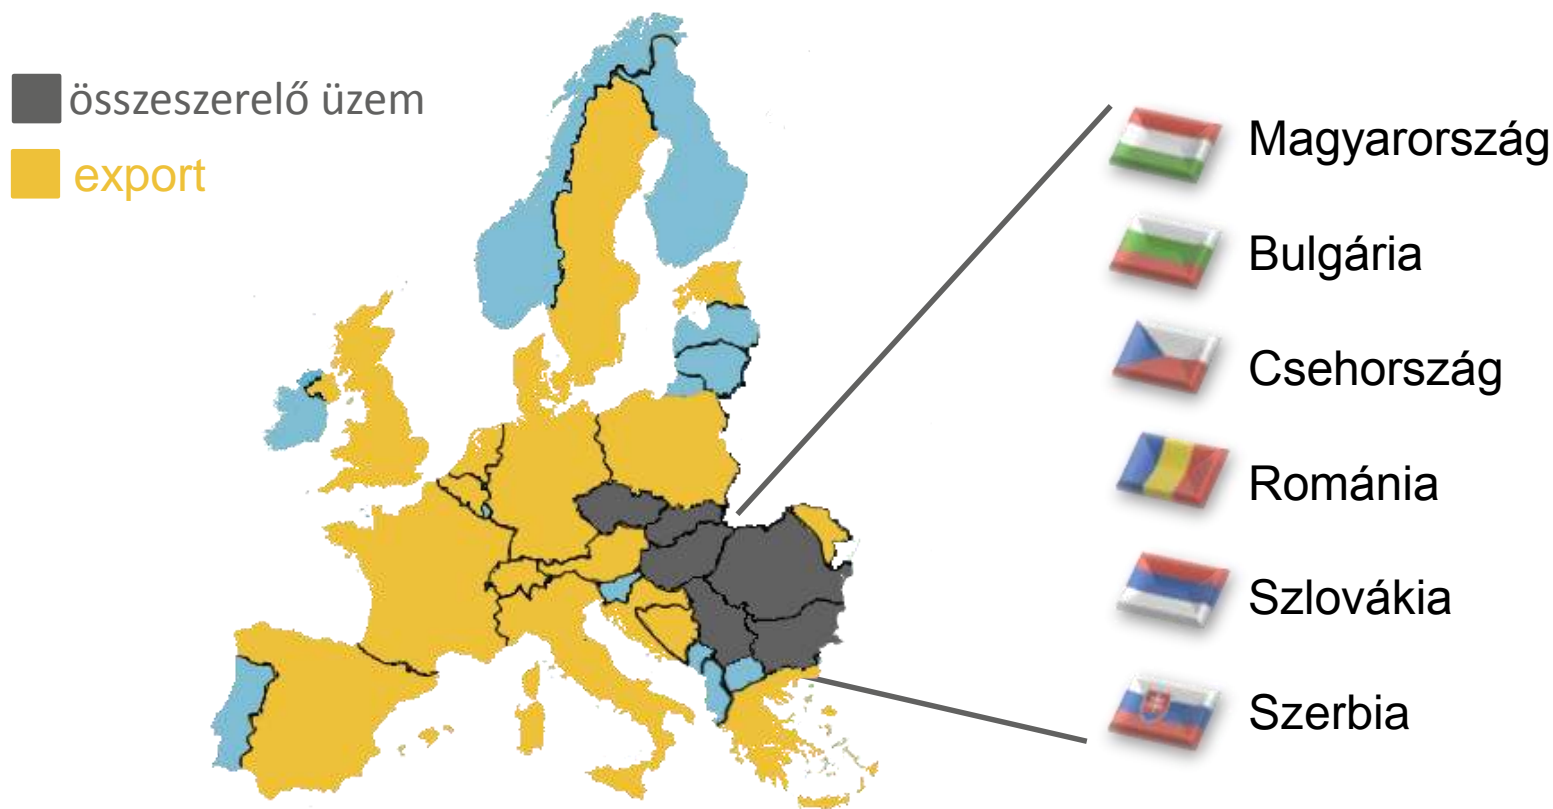 összeszerelő üzem
export
Magyarország
Bulgária
Csehország
Románia
Szlovákia
Szerbia